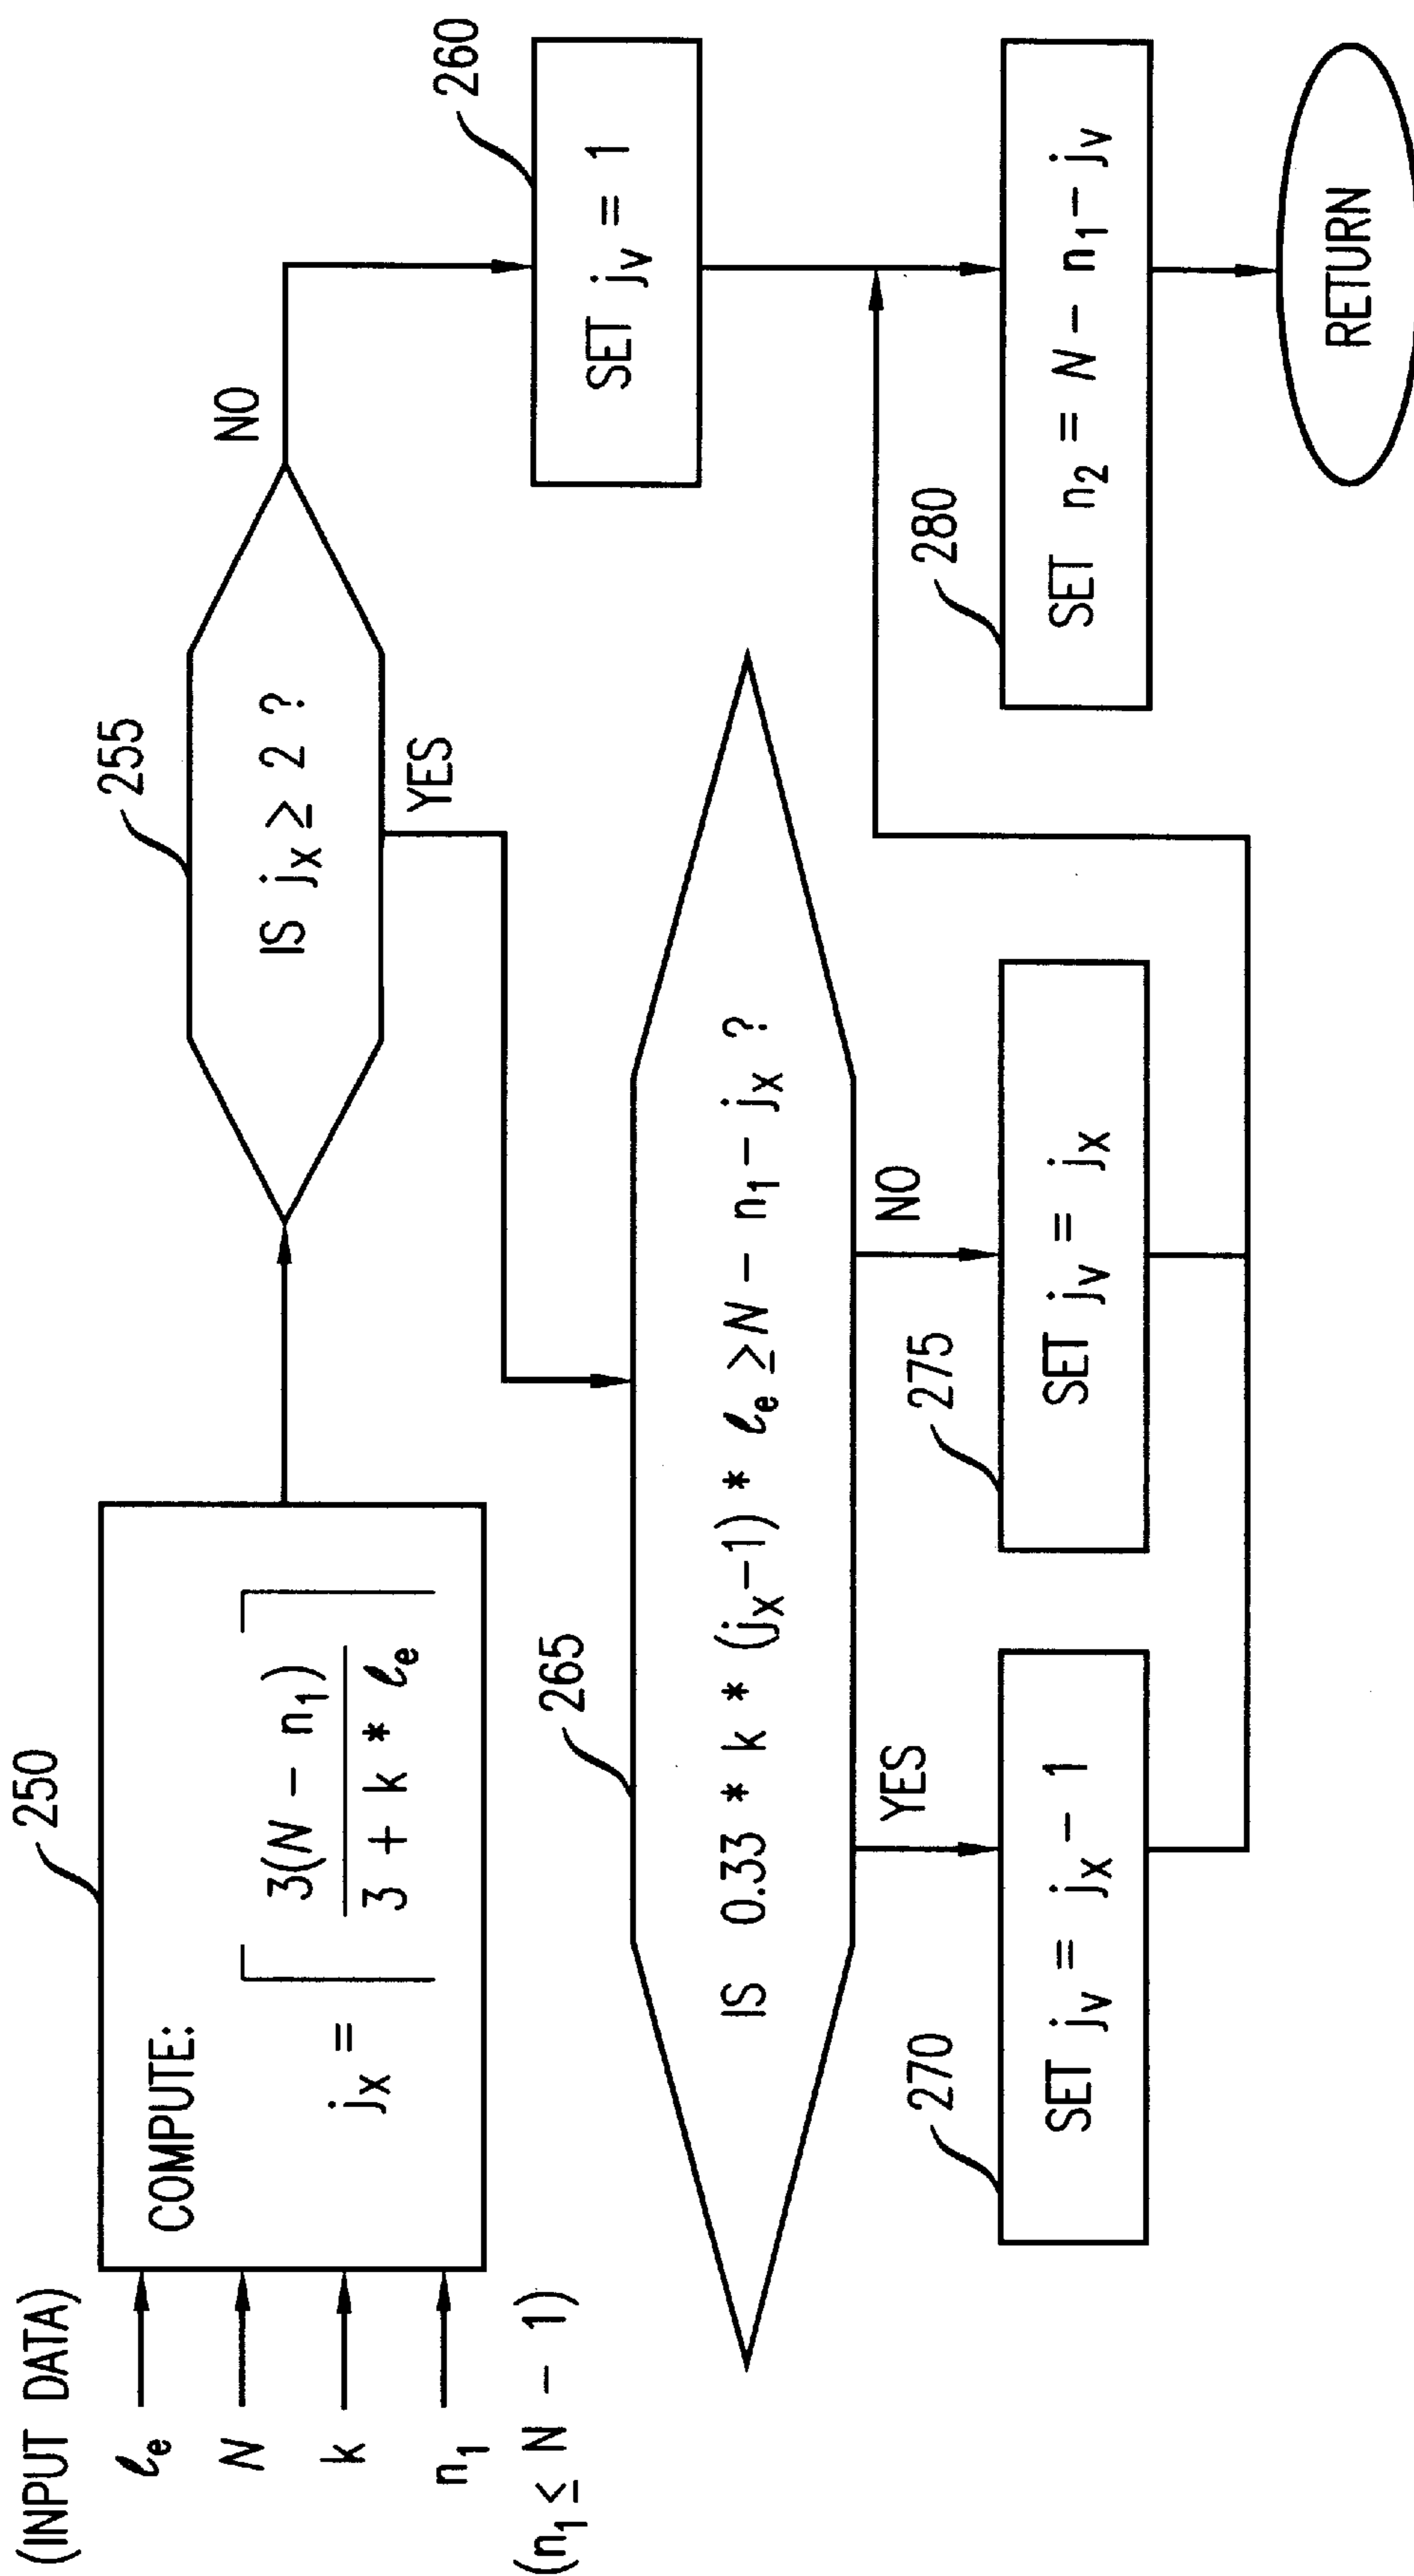 (INPUT DATA)
ℓe
N
k
n1
(n1 ≤ N − 1)
250
COMPUTE:
jx = ⌈ 3(N − n1) / 3 + k * ℓe ⌉
255
IS jx ≥ 2 ?
NO
YES
260
SET jv = 1
265
IS 0.33 * k * (jx−1) * ℓe ≥ N − n1 − jx ?
YES
NO
270
SET jv = jx − 1
275
SET jv = jx
280
SET n2 = N − n1 − jv
RETURN